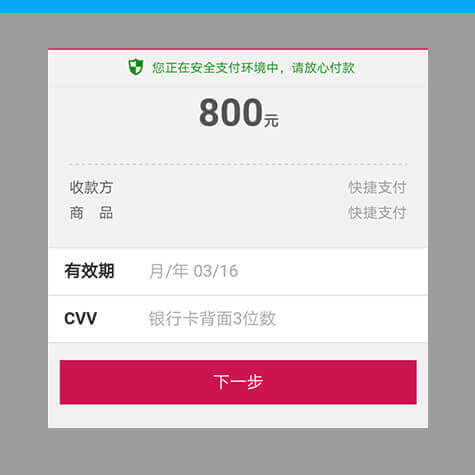 您正在安全支付环境中，请放心付款
800元
收款方 快捷支付
商 品 快捷支付
有效期 月/年 03/16
CVV 银行卡背面3位数
下一步